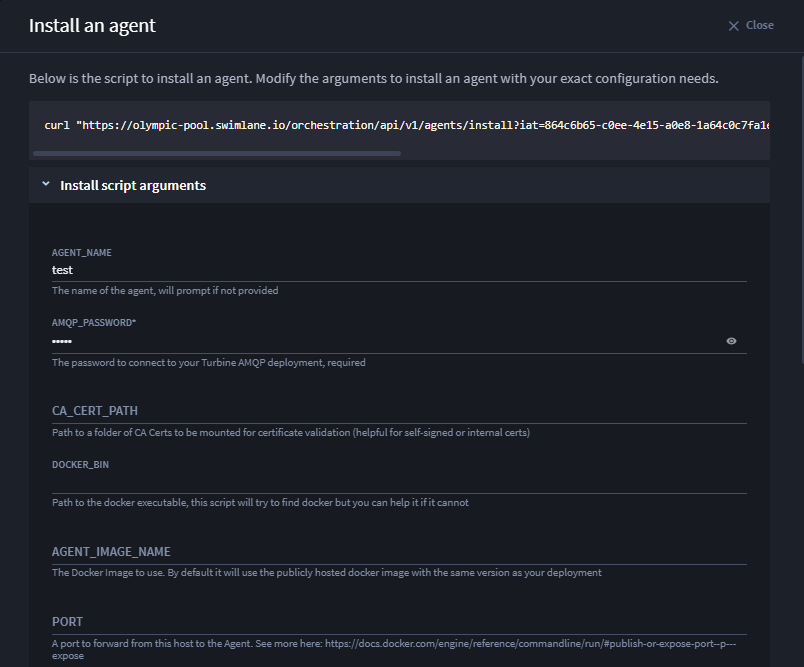 Install an agent
Close
Below is the script to install an agent. Modify the arguments to install an agent with your exact configuration needs.
curl "https://olympic-pool.swimlane.io/orchestration/api/v1/agents/install?iat=864c6b65-c0ee-4e15-a0e8-1a64c0c7fa1e
Install script arguments
AGENT_NAME
test
The name of the agent, will prompt if not provided
AMQP_PASSWORD*
•••••
The password to connect to your Turbine AMQP deployment, required
CA_CERT_PATH
Path to a folder of CA Certs to be mounted for certificate validation (helpful for self-signed or internal certs)
DOCKER_BIN
Path to the docker executable, this script will try to find docker but you can help it if it cannot
AGENT_IMAGE_NAME
The Docker Image to use. By default it will use the publicly hosted docker image with the same version as your deployment
PORT
A port to forward from this host to the Agent. See more here: https://docs.docker.com/engine/reference/commandline/run/#publish-or-expose-port--p---
expose